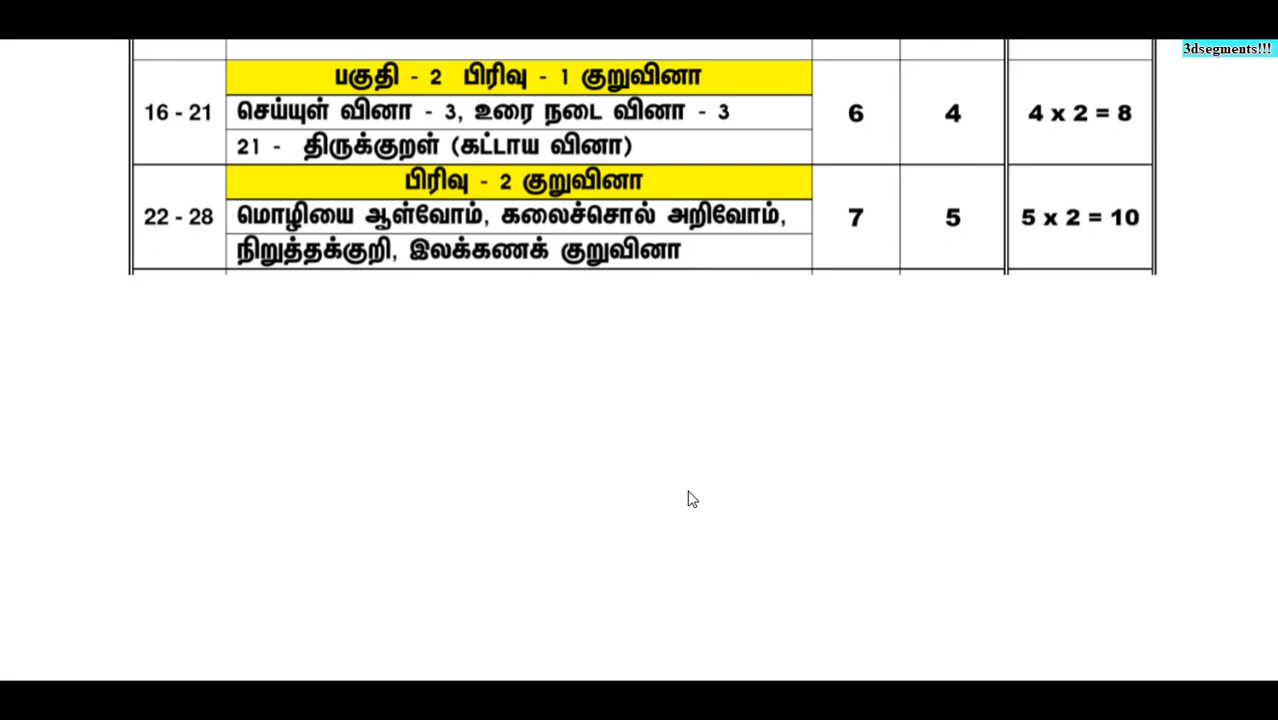 3dsegments!!!
பகுதி - 2 பிரிவு - 1 குறுவினா
16 - 21 செய்யுள் வினா - 3, உரை நடை வினா - 3 6 4 4 x 2 = 8
21 - திருக்குறள் (கட்டாய வினா)
பிரிவு - 2 குறுவினா
22 - 28 மொழியை ஆள்வோம், கலைச்சொல் அறிவோம், 7 5 5 x 2 = 10
நிறுத்தக்குறி, இலக்கணக் குறுவினா